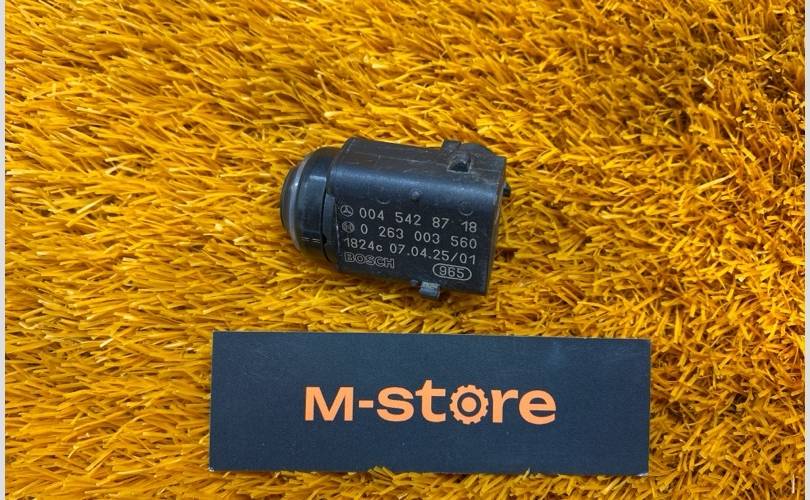 004 542 87 18
0 263 003 560
1824c 07.04.25/01
BOSCH 965
M-store